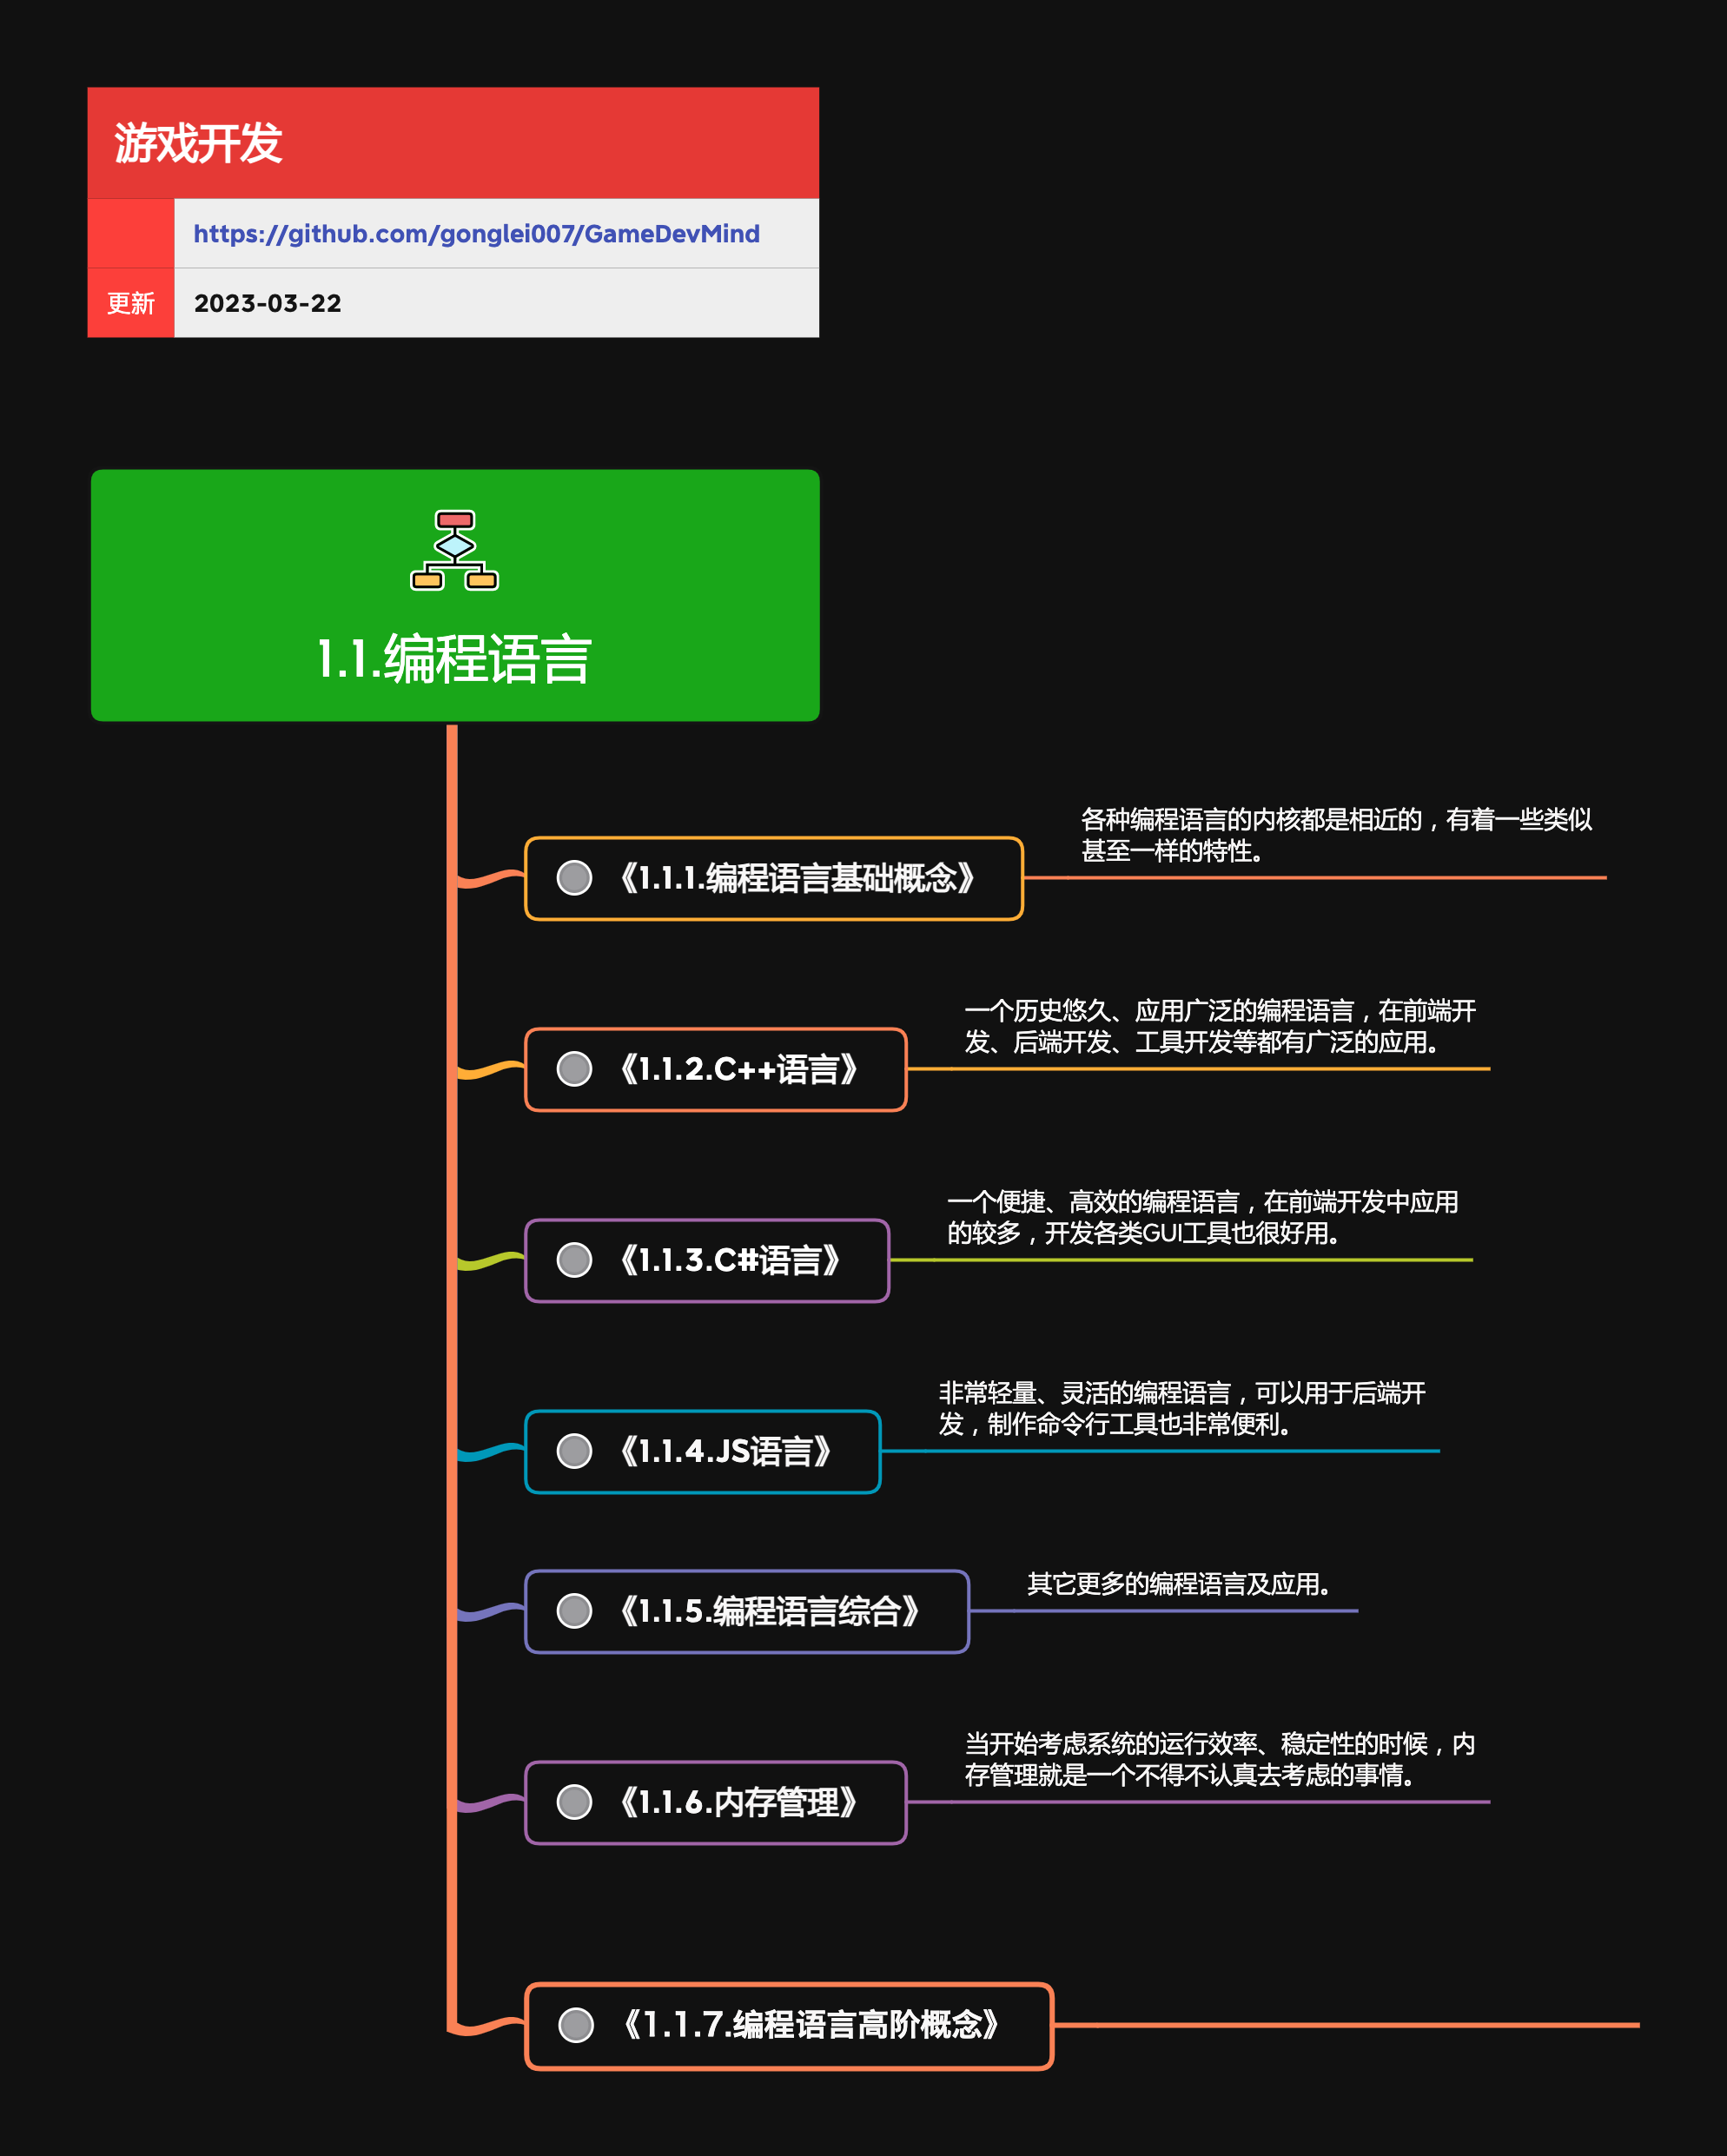 游戏开发
https://github.com/gonglei007/GameDevMind
更新
2023-03-22
1.1.编程语言
各种编程语言的内核都是相近的，有着一些类似
甚至一样的特性。
《1.1.1.编程语言基础概念》
一个历史悠久、应用广泛的编程语言，在前端开
发、后端开发、工具开发等都有广泛的应用。
《1.1.2.C++语言》
一个便捷、高效的编程语言，在前端开发中应用
的较多，开发各类GUI工具也很好用。
《1.1.3.C#语言》
非常轻量、灵活的编程语言，可以用于后端开
发，制作命令行工具也非常便利。
《1.1.4.JS语言》
其它更多的编程语言及应用。
《1.1.5.编程语言综合》
当开始考虑系统的运行效率、稳定性的时候，内
存管理就是一个不得不认真去考虑的事情。
《1.1.6.内存管理》
《1.1.7.编程语言高阶概念》